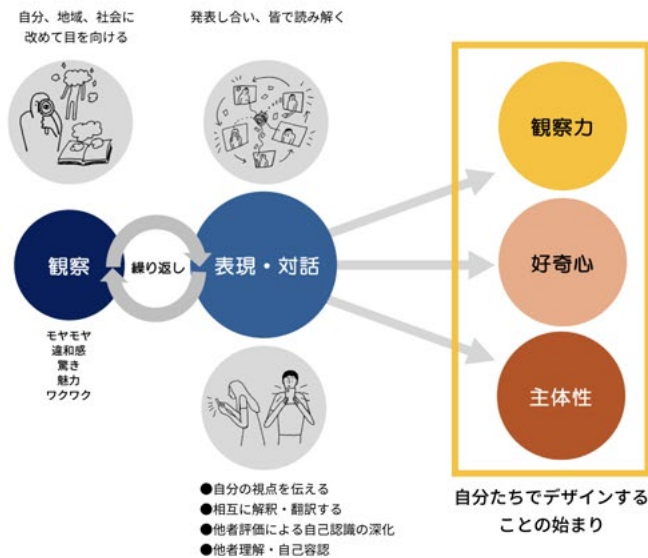 自分、地域、社会に
改めて目を向ける
発表し合い、皆で読み解く
観察
繰り返し
表現・対話
モヤモヤ
違和感
驚き
魅力
ワクワク
●自分の視点を伝える
●相互に解釈・翻訳する
●他者評価による自己認識の深化
●他者理解・自己容認
観察力
好奇心
主体性
自分たちでデザインする
ことの始まり